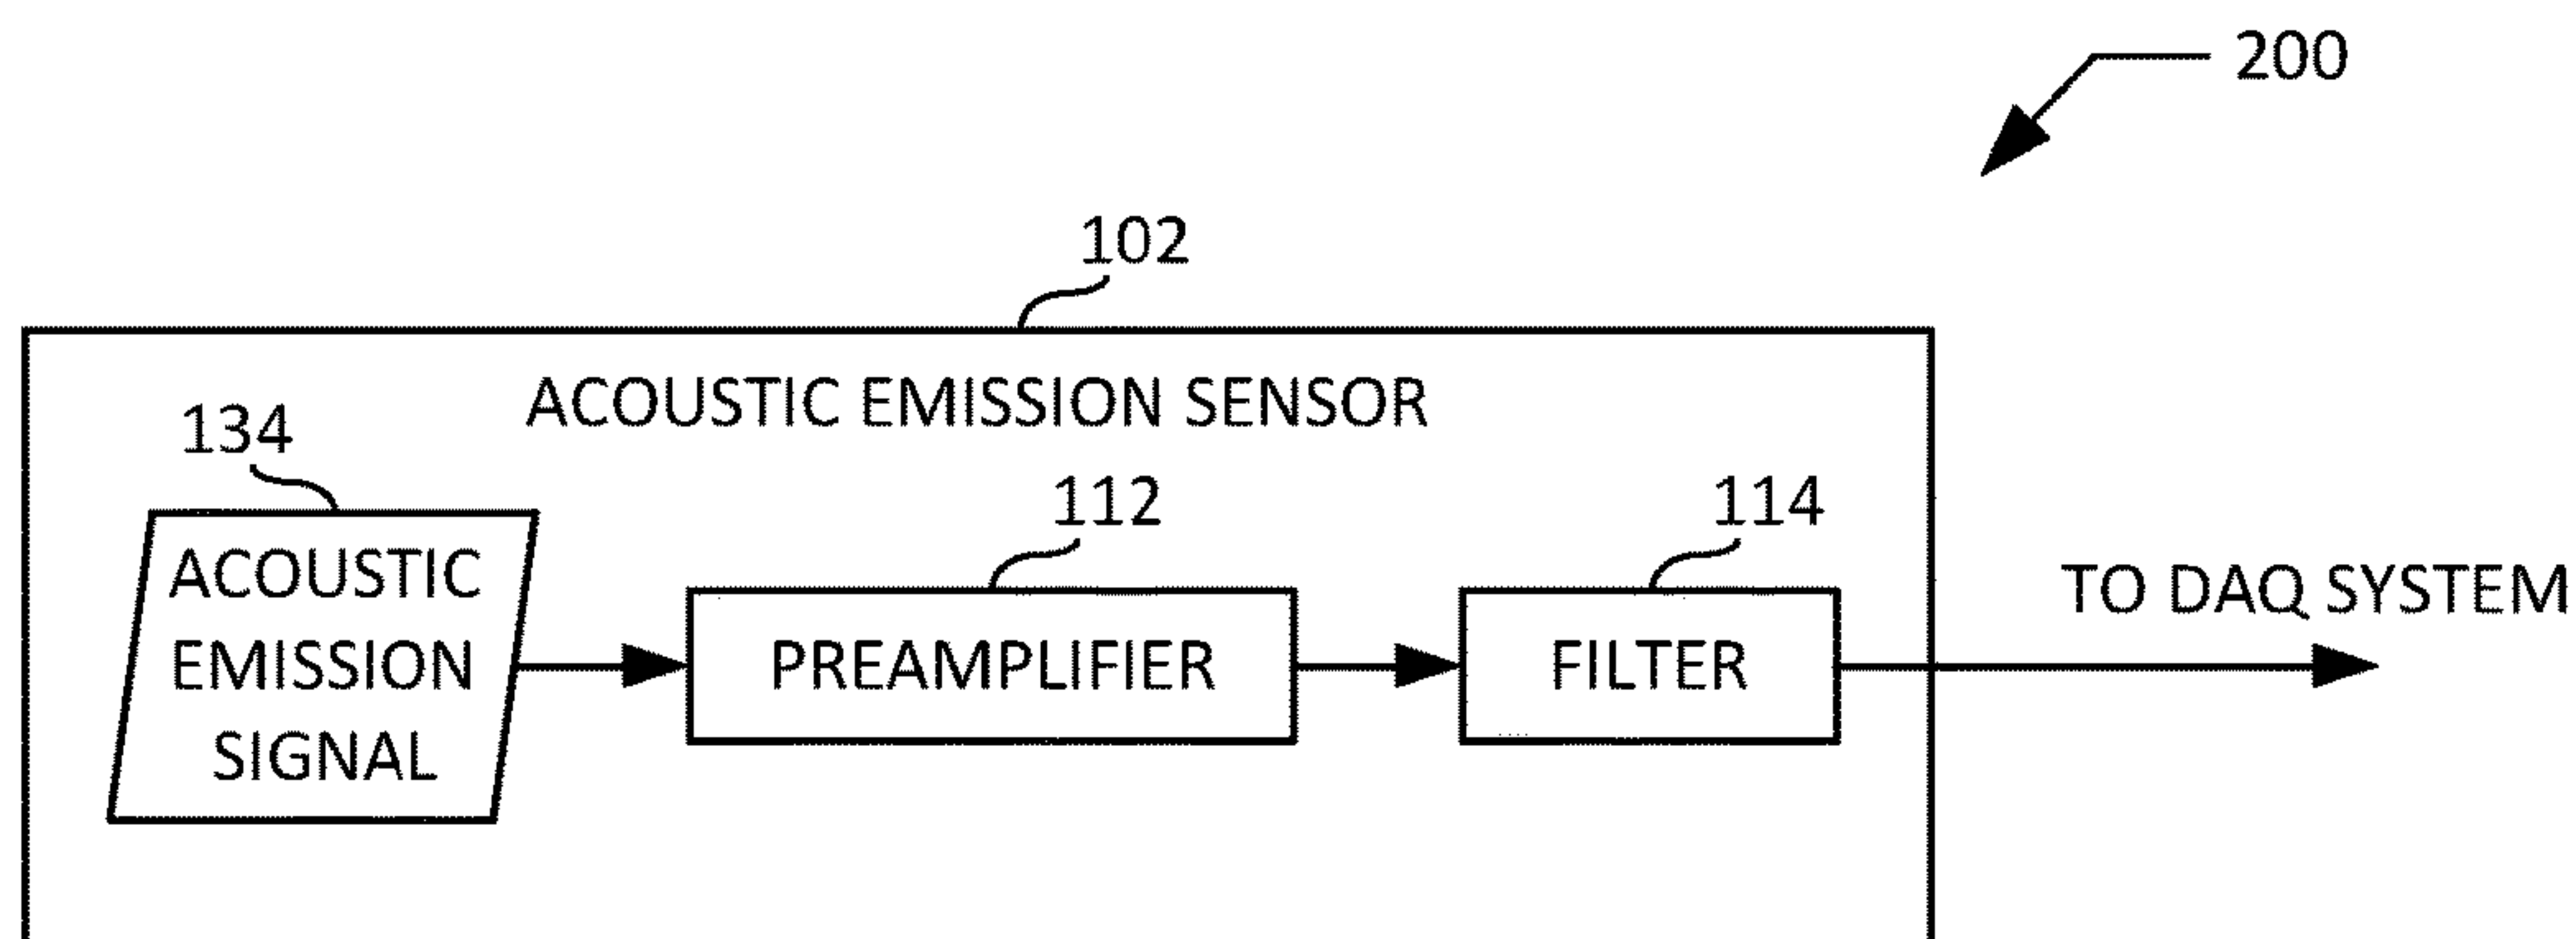 200
102
ACOUSTIC EMISSION SENSOR
134
112
114
ACOUSTIC
EMISSION
SIGNAL
PREAMPLIFIER
FILTER
TO DAQ SYSTEM